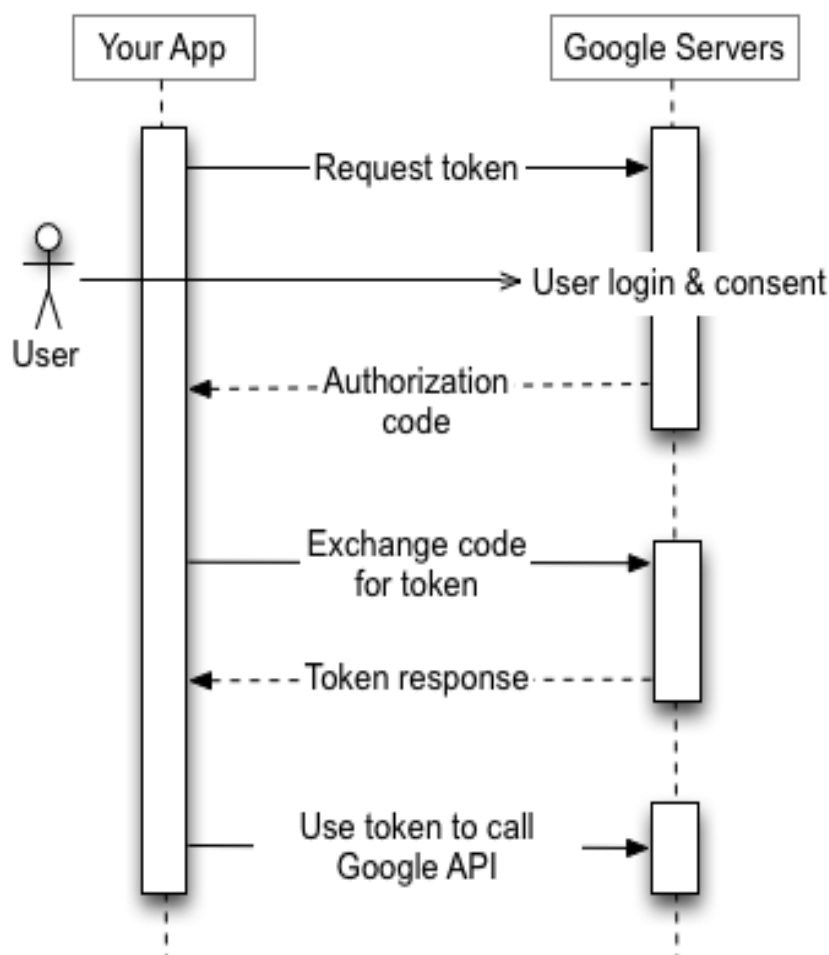 Your App
Google Servers
Request token
User login & consent
User
Authorization
code
Exchange code
for token
Token response
Use token to call
Google API